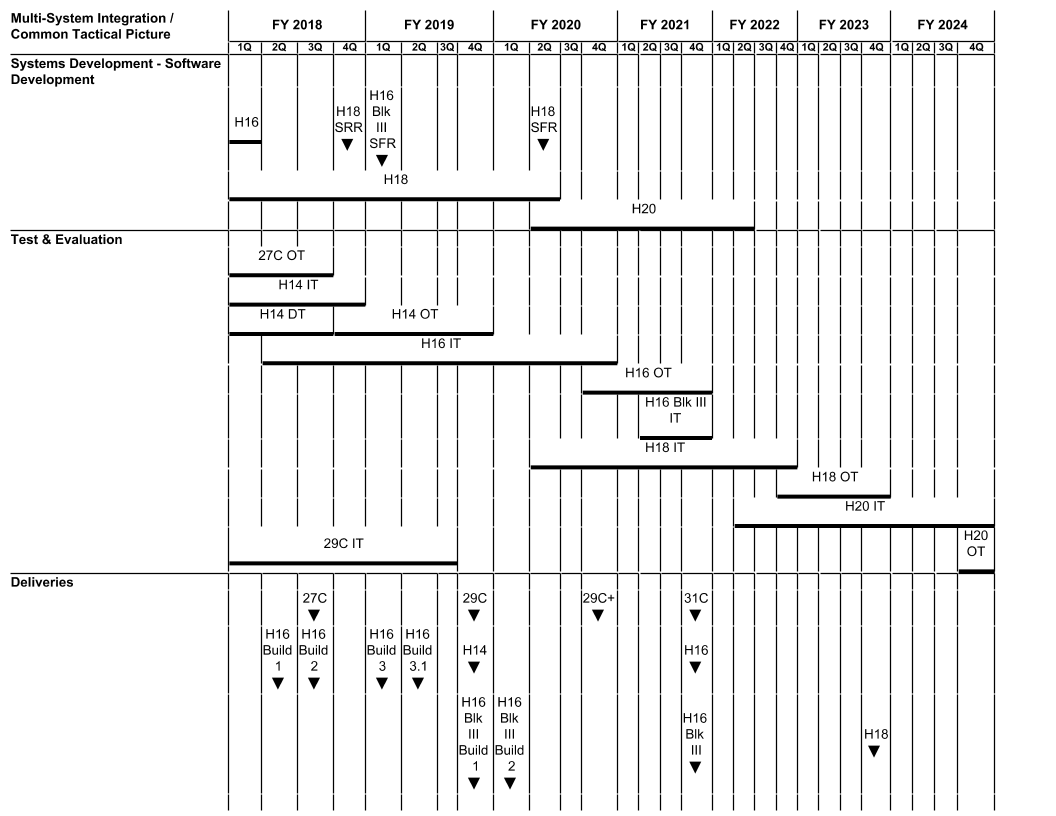 Multi-System Integration /
Common Tactical Picture
FY 2018 FY 2019 FY 2020 FY 2021 FY 2022 FY 2023 FY 2024
1Q 2Q 3Q 4Q 1Q 2Q 3Q 4Q 1Q 2Q 3Q 4Q 1Q 2Q 3Q 4Q 1Q 2Q 3Q 4Q 1Q 2Q 3Q 4Q 1Q 2Q 3Q 4Q
Systems Development - Software
Development
H16
H18
SRR
H16
Blk
III
SFR
H18
SFR
H18
H20
Test & Evaluation
27C OT
H14 IT
H14 DT
H14 OT
H16 IT
H16 OT
H16 Blk III
IT
H18 IT
H18 OT
H20 IT
H20
OT
29C IT
Deliveries
27C
29C
29C+
31C
H16
Build
1
H16
Build
2
H16
Build
3
H16
Build
3.1
H14
H16
H16
Blk
III
Build
1
H16
Blk
III
Build
2
H16
Blk
III
H18